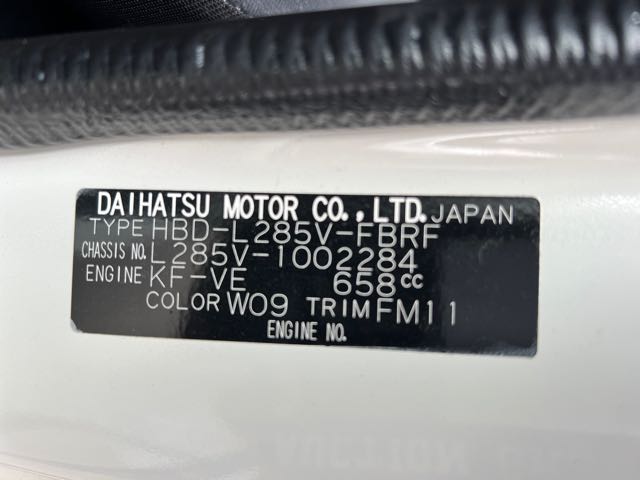 DAIHATSU MOTOR CO., LTD. JAPAN
TYPE HBD-L285V-FBRF
CHASSIS NO. L285V-1002284
ENGINE KF-VE 658cc
COLOR W09 TRIM FM11
ENGINE NO.